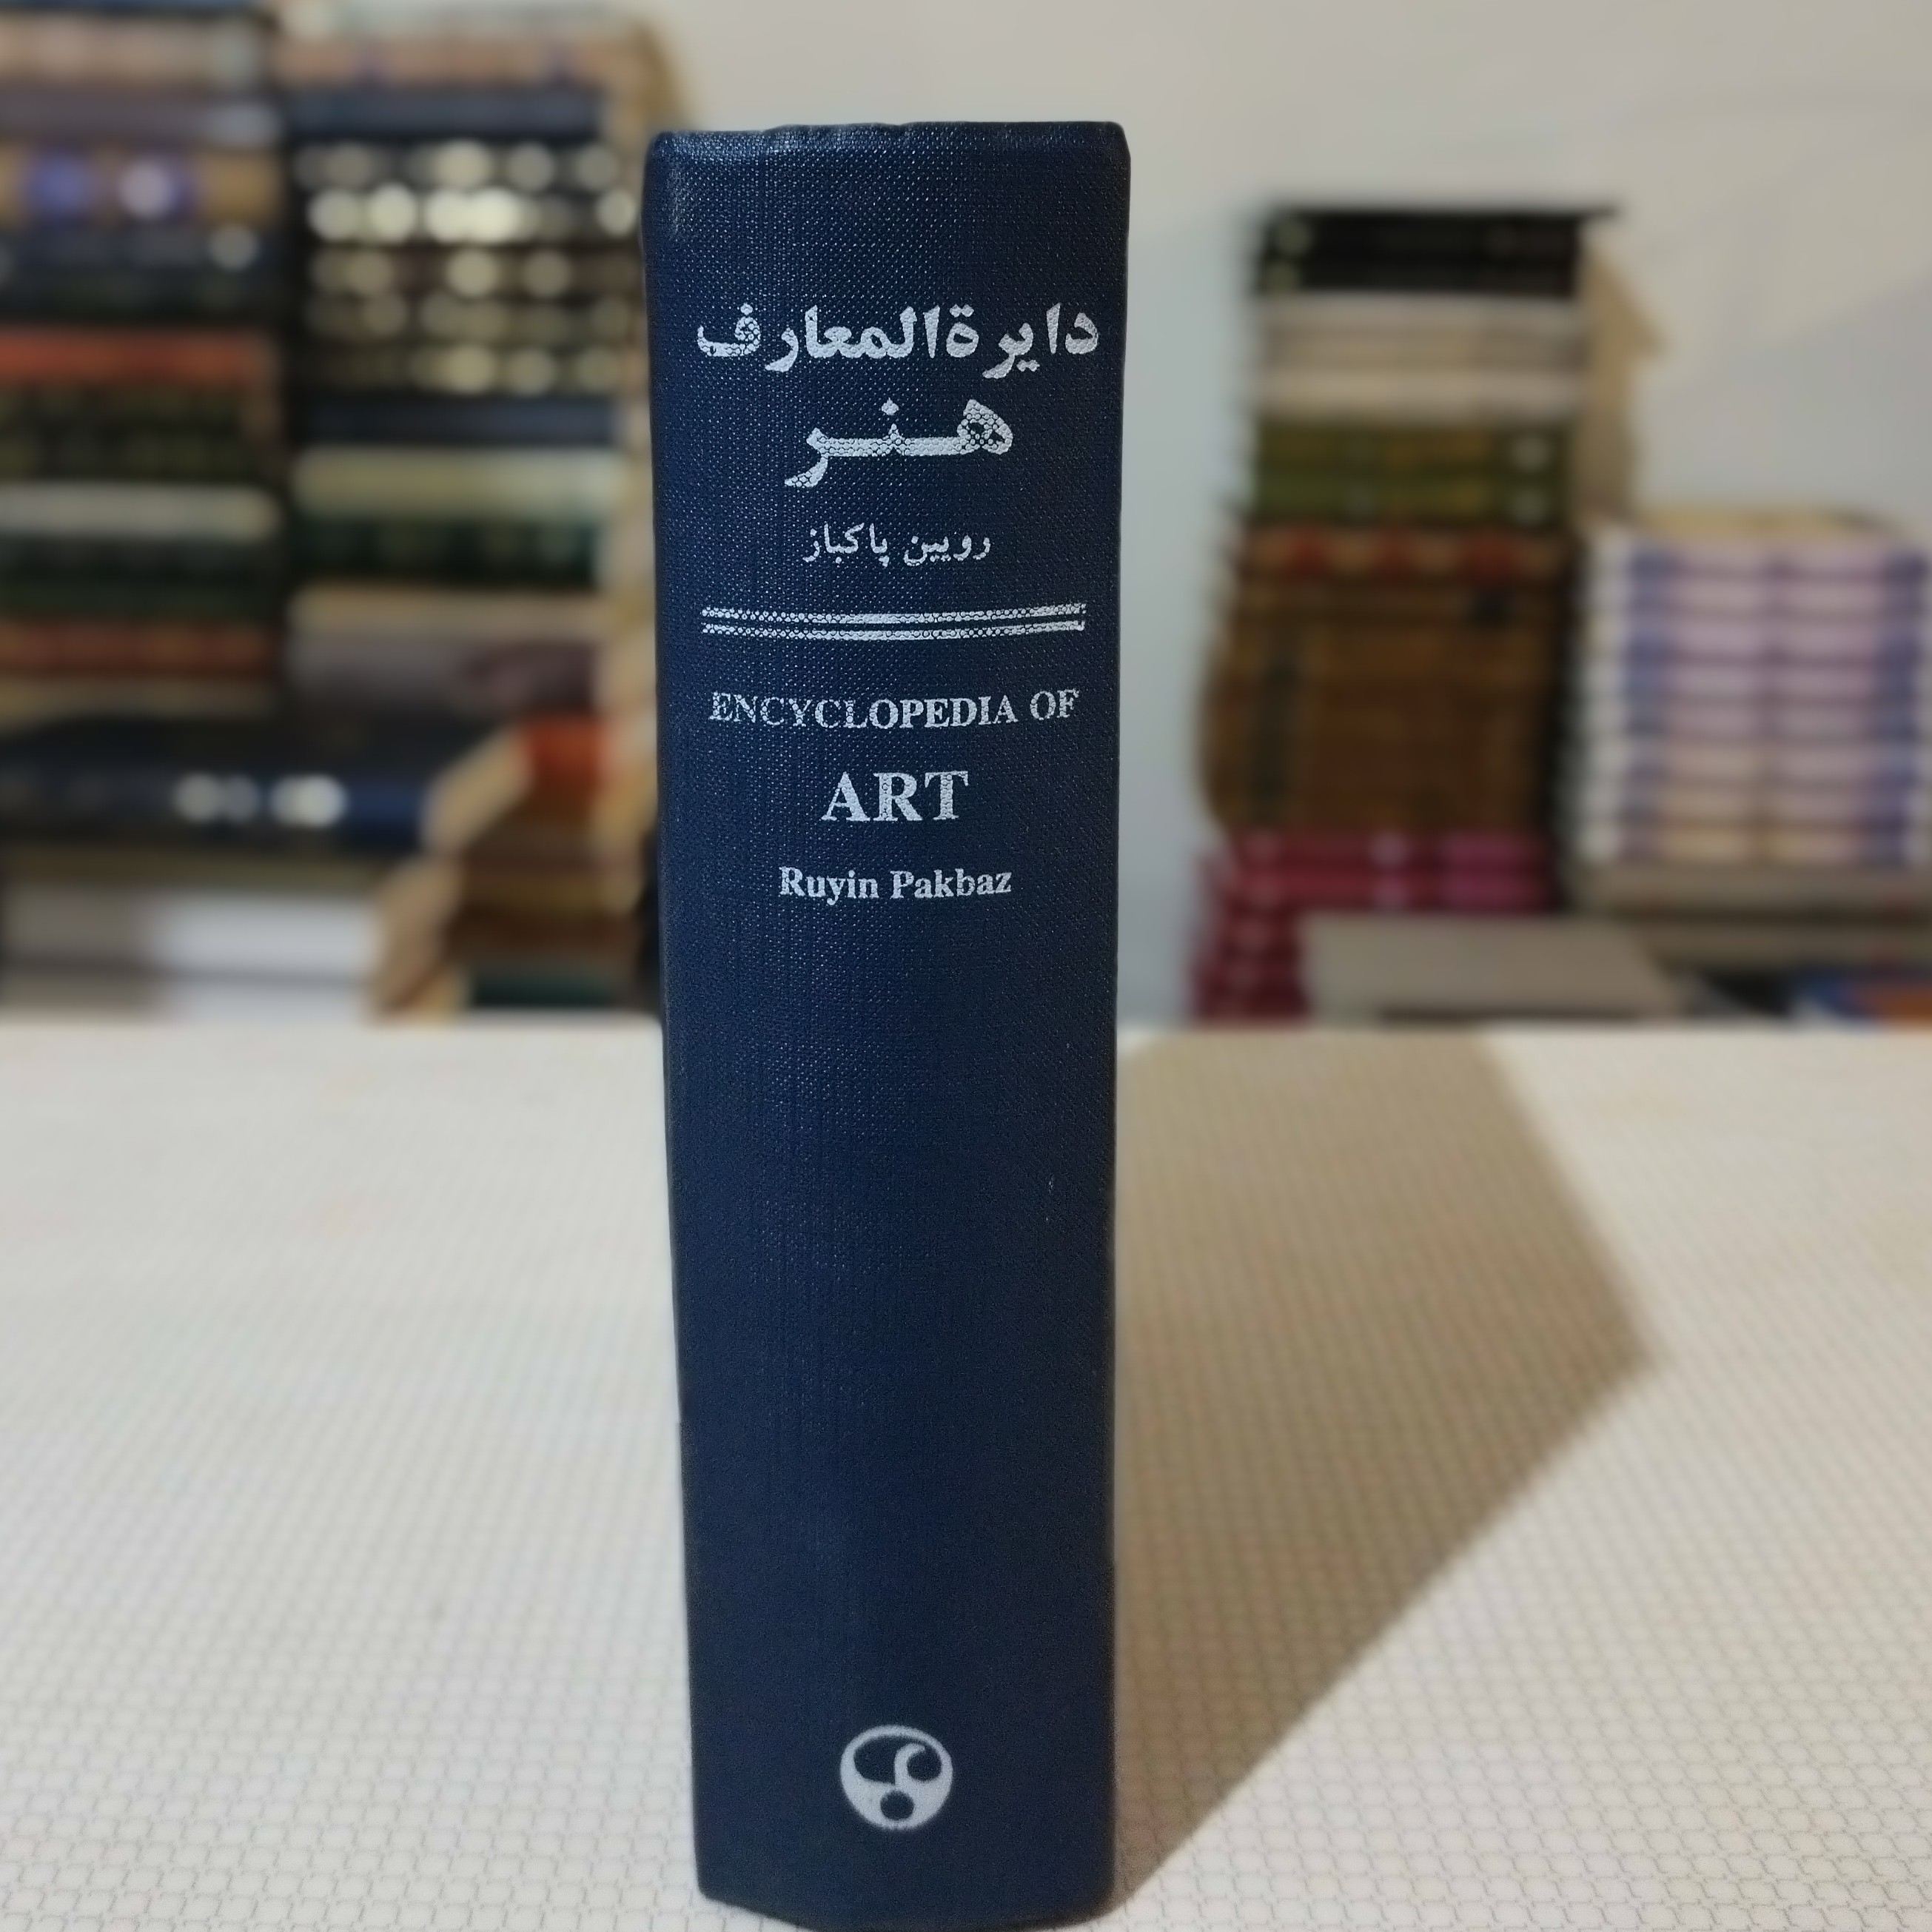 دایرةالمعارف
هنر
رویین پاکباز
ENCYCLOPEDIA OF
ART
Ruyin Pakbaz